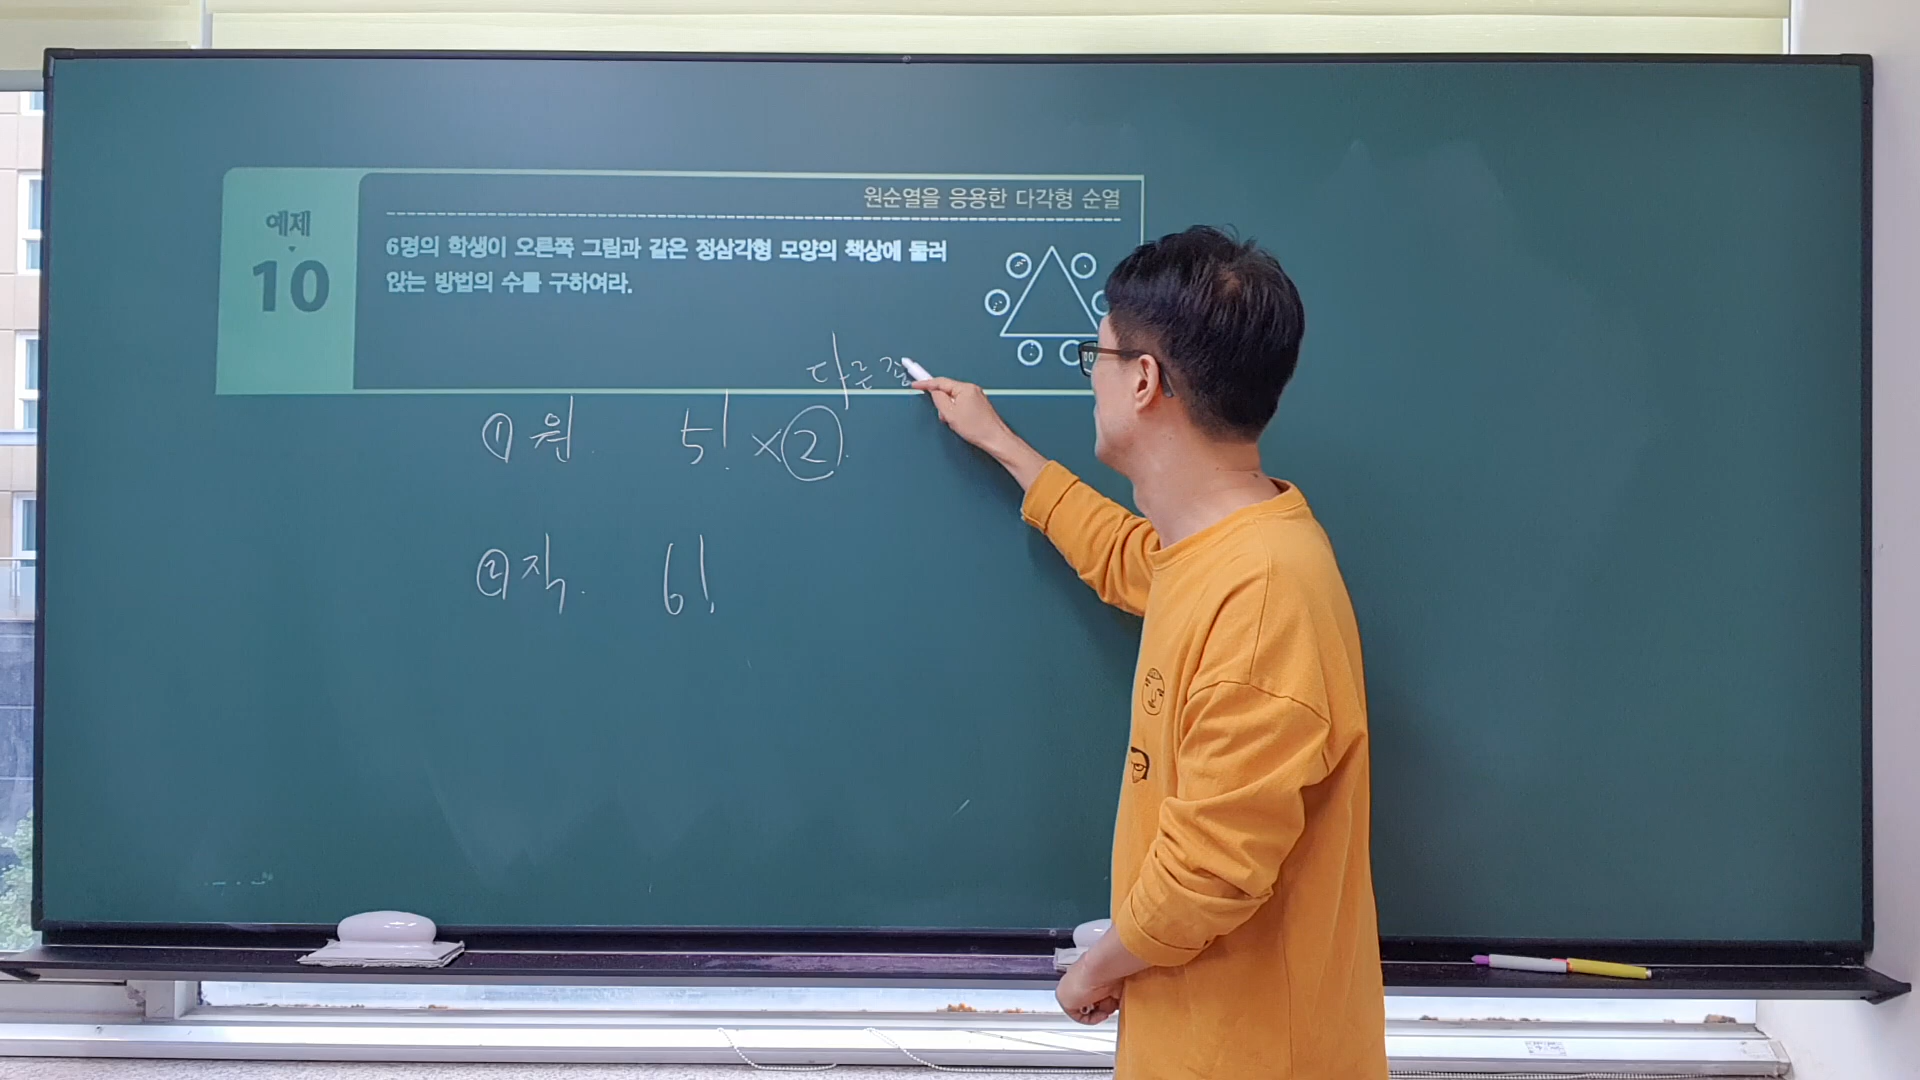 원순열을 응용한 다각형 순열
예제
10
6명의 학생이 오른쪽 그림과 같은 정삼각형 모양의 책상에 둘러
앉는 방법의 수를 구하여라.
다른
① 원 5! × ②
② 직. 6!